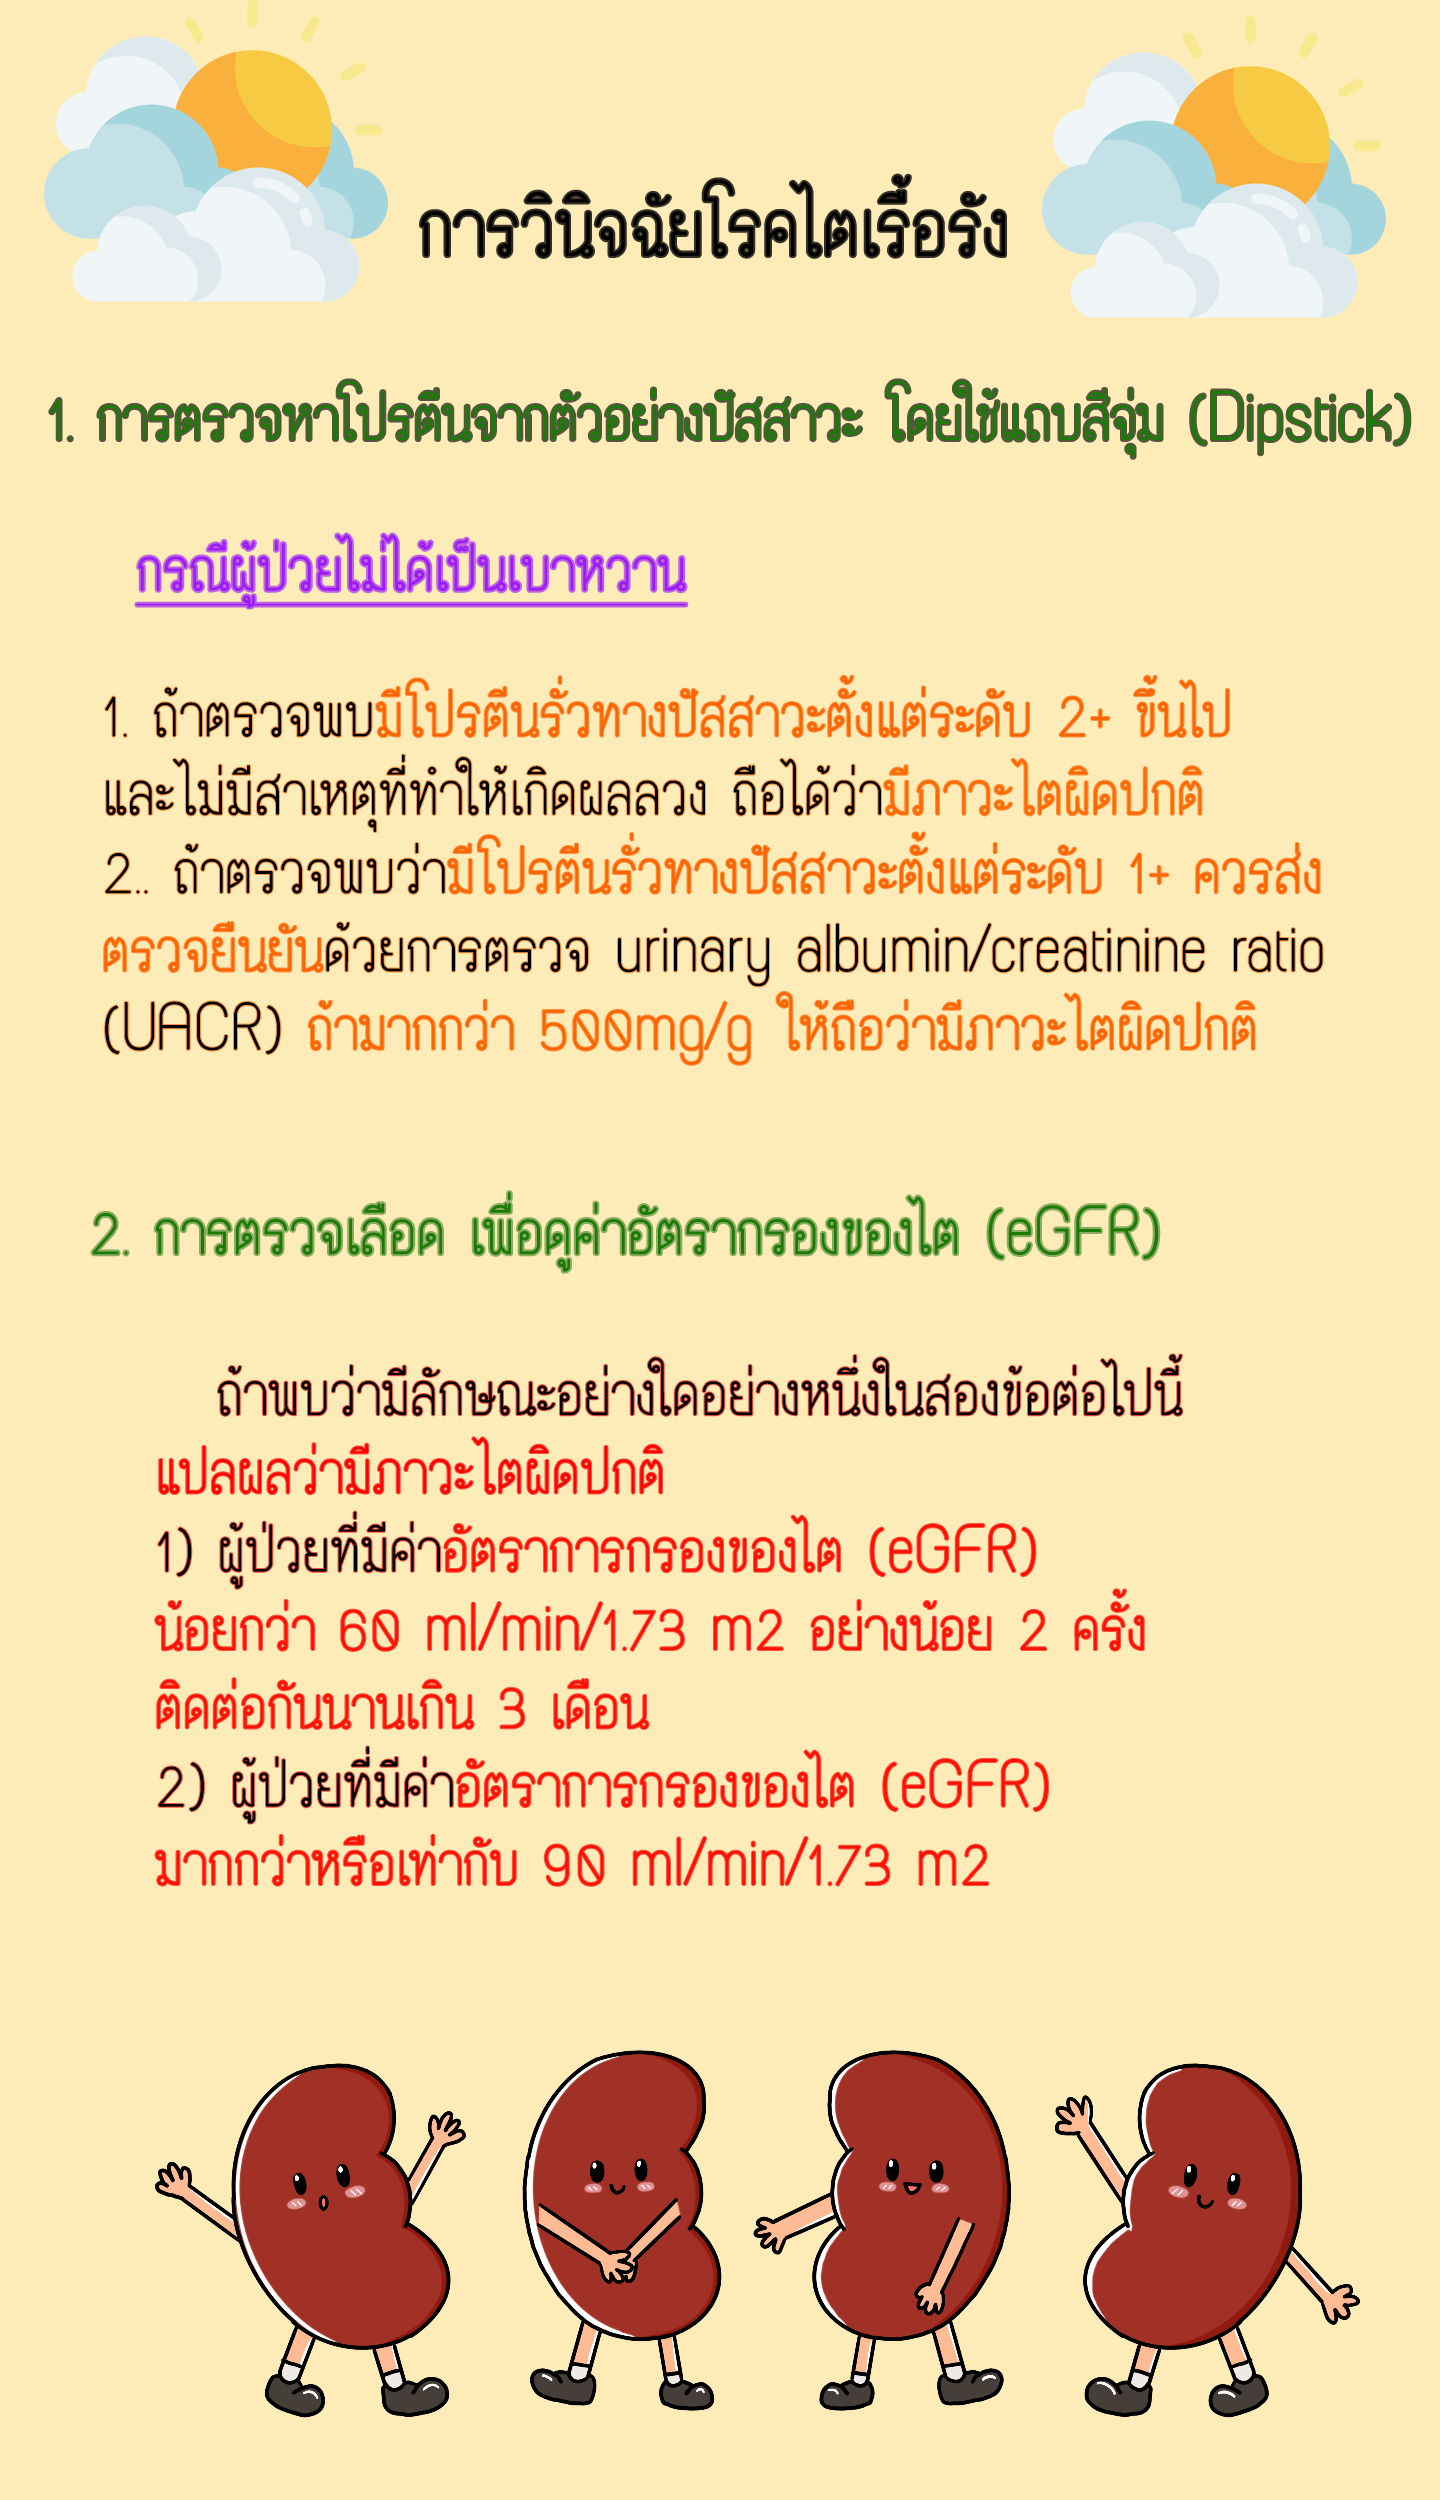 การวินิจฉัยโรคไตเรื้อรัง
1. การตรวจหาโปรตีนจากตัวอย่างปัสสาวะ โดยใช้แถบสีจุ่ม (Dipstick)
กรณีผู้ป่วยไม่ได้เป็นเบาหวาน
1. ถ้าตรวจพบมีโปรตีนรั่วทางปัสสาวะตั้งแต่ระดับ 2+ ขึ้นไป
และไม่มีสาเหตุที่ทำให้เกิดผลลวง ถือได้ว่ามีภาวะไตผิดปกติ
2.. ถ้าตรวจพบว่ามีโปรตีนรั่วทางปัสสาวะตั้งแต่ระดับ 1+ ควรส่ง
ตรวจยืนยันด้วยการตรวจ urinary albumin/creatinine ratio
(UACR) ถ้ามากกว่า 500mg/g ให้ถือว่ามีภาวะไตผิดปกติ
2. การตรวจเลือด เพื่อดูค่าอัตรากรองของไต (eGFR)
ถ้าพบว่ามีลักษณะอย่างใดอย่างหนึ่งในสองข้อต่อไปนี้
แปลผลว่ามีภาวะไตผิดปกติ
1) ผู้ป่วยที่มีค่าอัตราการกรองของไต (eGFR)
น้อยกว่า 60 ml/min/1.73 m2 อย่างน้อย 2 ครั้ง
ติดต่อกันนานเกิน 3 เดือน
2) ผู้ป่วยที่มีค่าอัตราการกรองของไต (eGFR)
มากกว่าหรือเท่ากับ 90 ml/min/1.73 m2